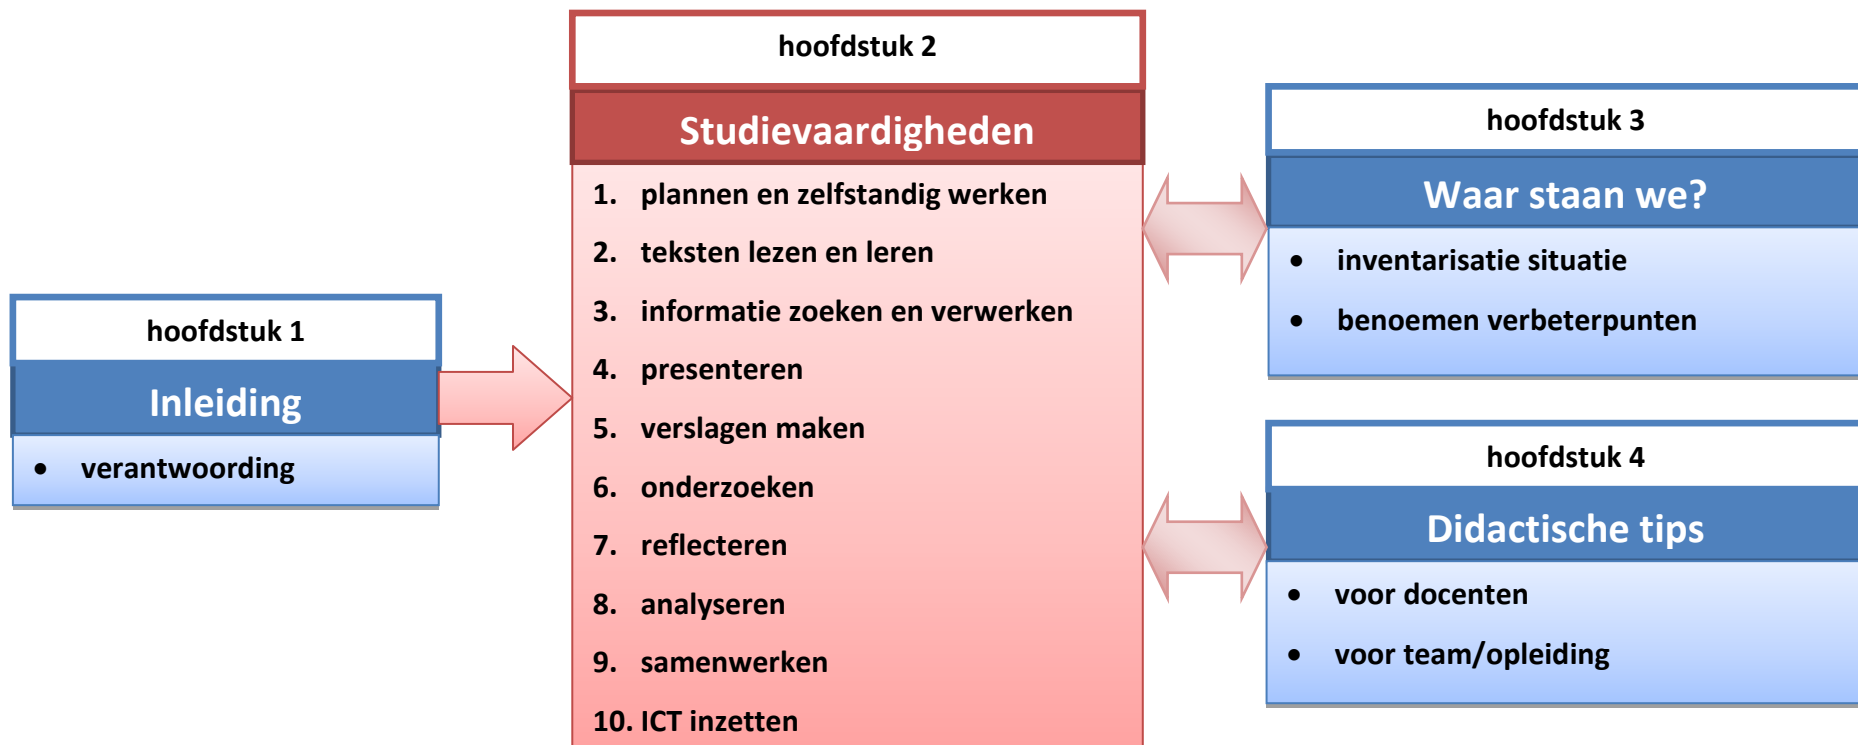 hoofdstuk 1
Inleiding
• verantwoording
hoofdstuk 2
Studievaardigheden
1. plannen en zelfstandig werken
2. teksten lezen en leren
3. informatie zoeken en verwerken
4. presenteren
5. verslagen maken
6. onderzoeken
7. reflecteren
8. analyseren
9. samenwerken
10. ICT inzetten
hoofdstuk 3
Waar staan we?
• inventarisatie situatie
• benoemen verbeterpunten
hoofdstuk 4
Didactische tips
• voor docenten
• voor team/opleiding